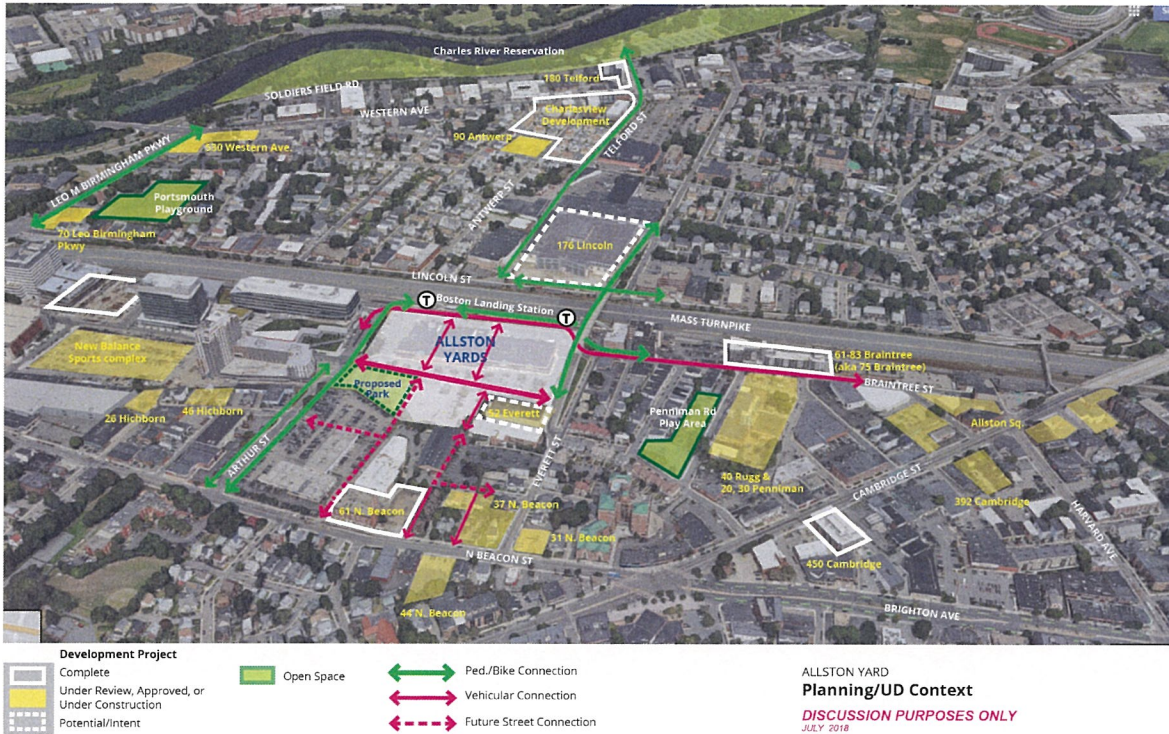 Charles River Reservation
180 Telford
SOLDIERS FIELD RD
Charlesview
Development
WESTERN AVE
90 Antwerp
TELFORD ST
LEO M BIRMINGHAM PKWY
530 Western Ave.
Portsmouth
Playground
ANTWERP ST
70 Leo Birmingham
Pkwy
176 Lincoln
LINCOLN ST
T
Boston Landing Station
T
MASS TURNPIKE
ALLSTON
YARDS
New Balance
Sports complex
61-83 Braintree
(aka 75 Braintree)
BRAINTREE ST
Proposed
Park
26 Hichborn
46 Hichborn
52 Everett
Penniman Rd
Play Area
Allston Sq.
ARTHUR ST
EVERETT ST
40 Rugg &
20, 30 Penniman
CAMBRIDGE ST
392 Cambridge
HARVARD AVE
61 N. Beacon
37 N. Beacon
31 N. Beacon
N BEACON ST
450 Cambridge
44 N. Beacon
BRIGHTON AVE
Development Project
Complete
Under Review, Approved, or
Under Construction
Potential/Intent
Open Space
Ped./Bike Connection
Vehicular Connection
Future Street Connection
ALLSTON YARD
Planning/UD Context
DISCUSSION PURPOSES ONLY
JULY 2018